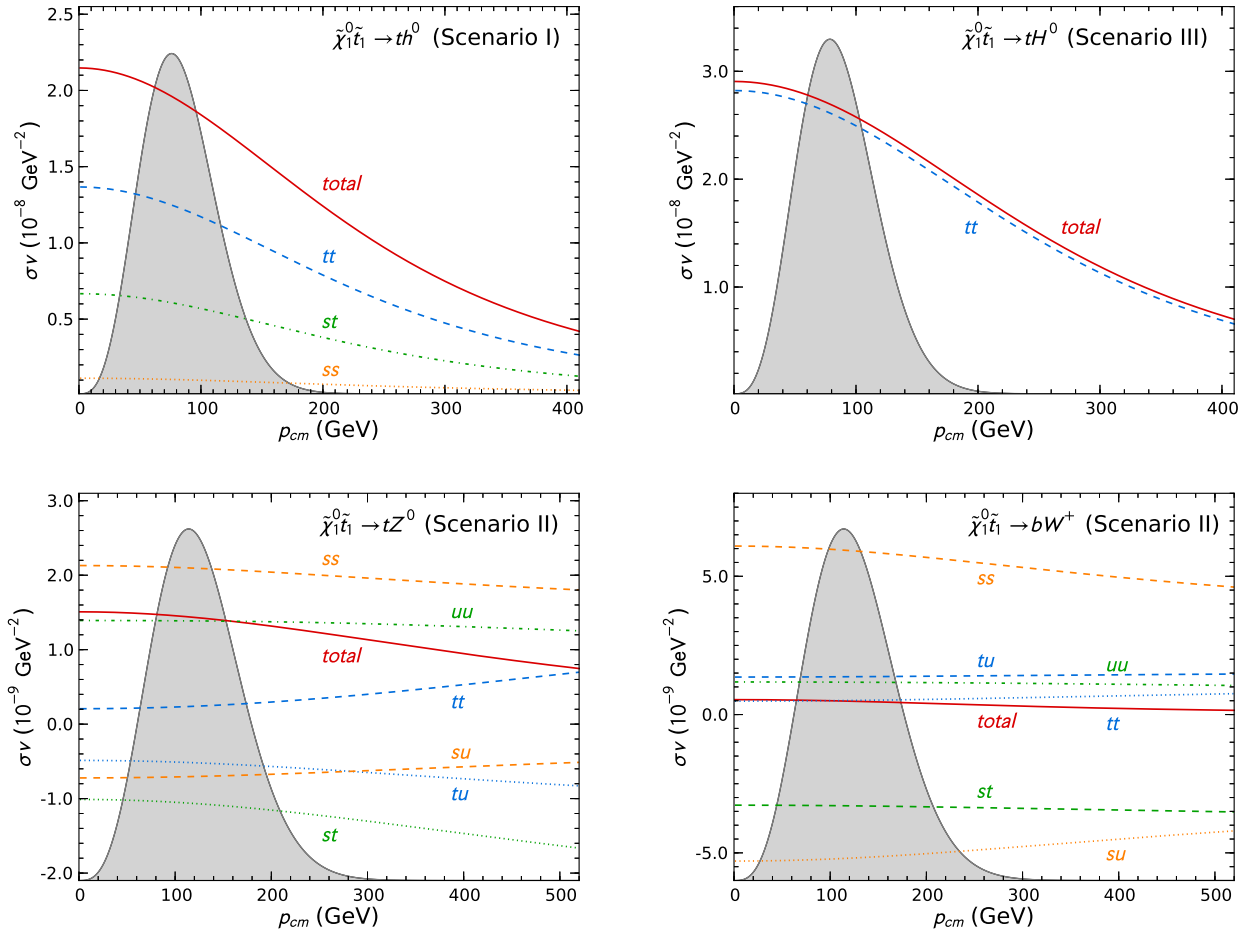 χ̃⁰₁t̃₁ → th⁰ (Scenario I)
2.5
2.0
1.5
1.0
0.5
σv (10⁻⁸ GeV⁻²)
total
tt
st
ss
0 100 200 300 400
p_cm (GeV)
χ̃⁰₁t̃₁ → tH⁰ (Scenario III)
3.0
2.0
1.0
σv (10⁻⁸ GeV⁻²)
tt
total
0 100 200 300 400
p_cm (GeV)
χ̃⁰₁t̃₁ → tZ⁰ (Scenario II)
3.0
2.0
1.0
0.0
-1.0
-2.0
σv (10⁻⁹ GeV⁻²)
ss
uu
total
tt
su
tu
st
0 100 200 300 400 500
p_cm (GeV)
χ̃⁰₁t̃₁ → bW⁺ (Scenario II)
5.0
0.0
-5.0
σv (10⁻⁹ GeV⁻²)
ss
tu
uu
total
tt
st
su
0 100 200 300 400 500
p_cm (GeV)